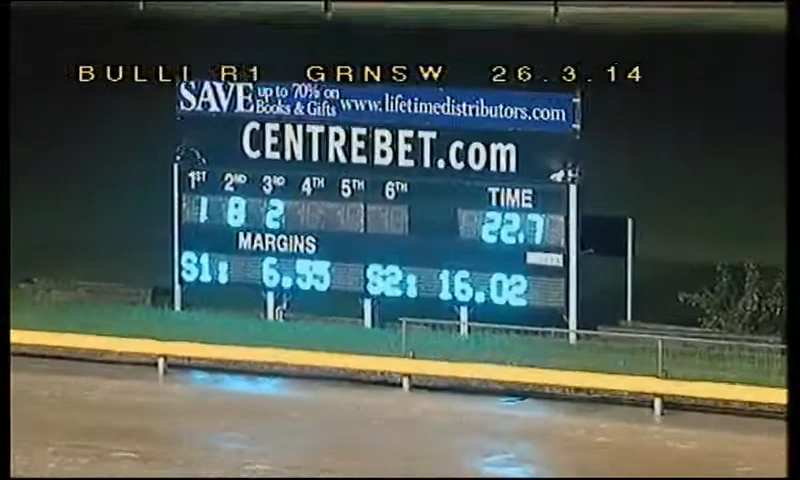 BULLI R1 GRNSW 26.3.14
SAVE up to 70% on Books & Gifts www.lifetimedistributors.com
CENTREBET.com
1ST 2ND 3RD 4TH 5TH 6TH TIME
1 8 2 22.7
MARGINS
S1: 6.55 S2: 16.02